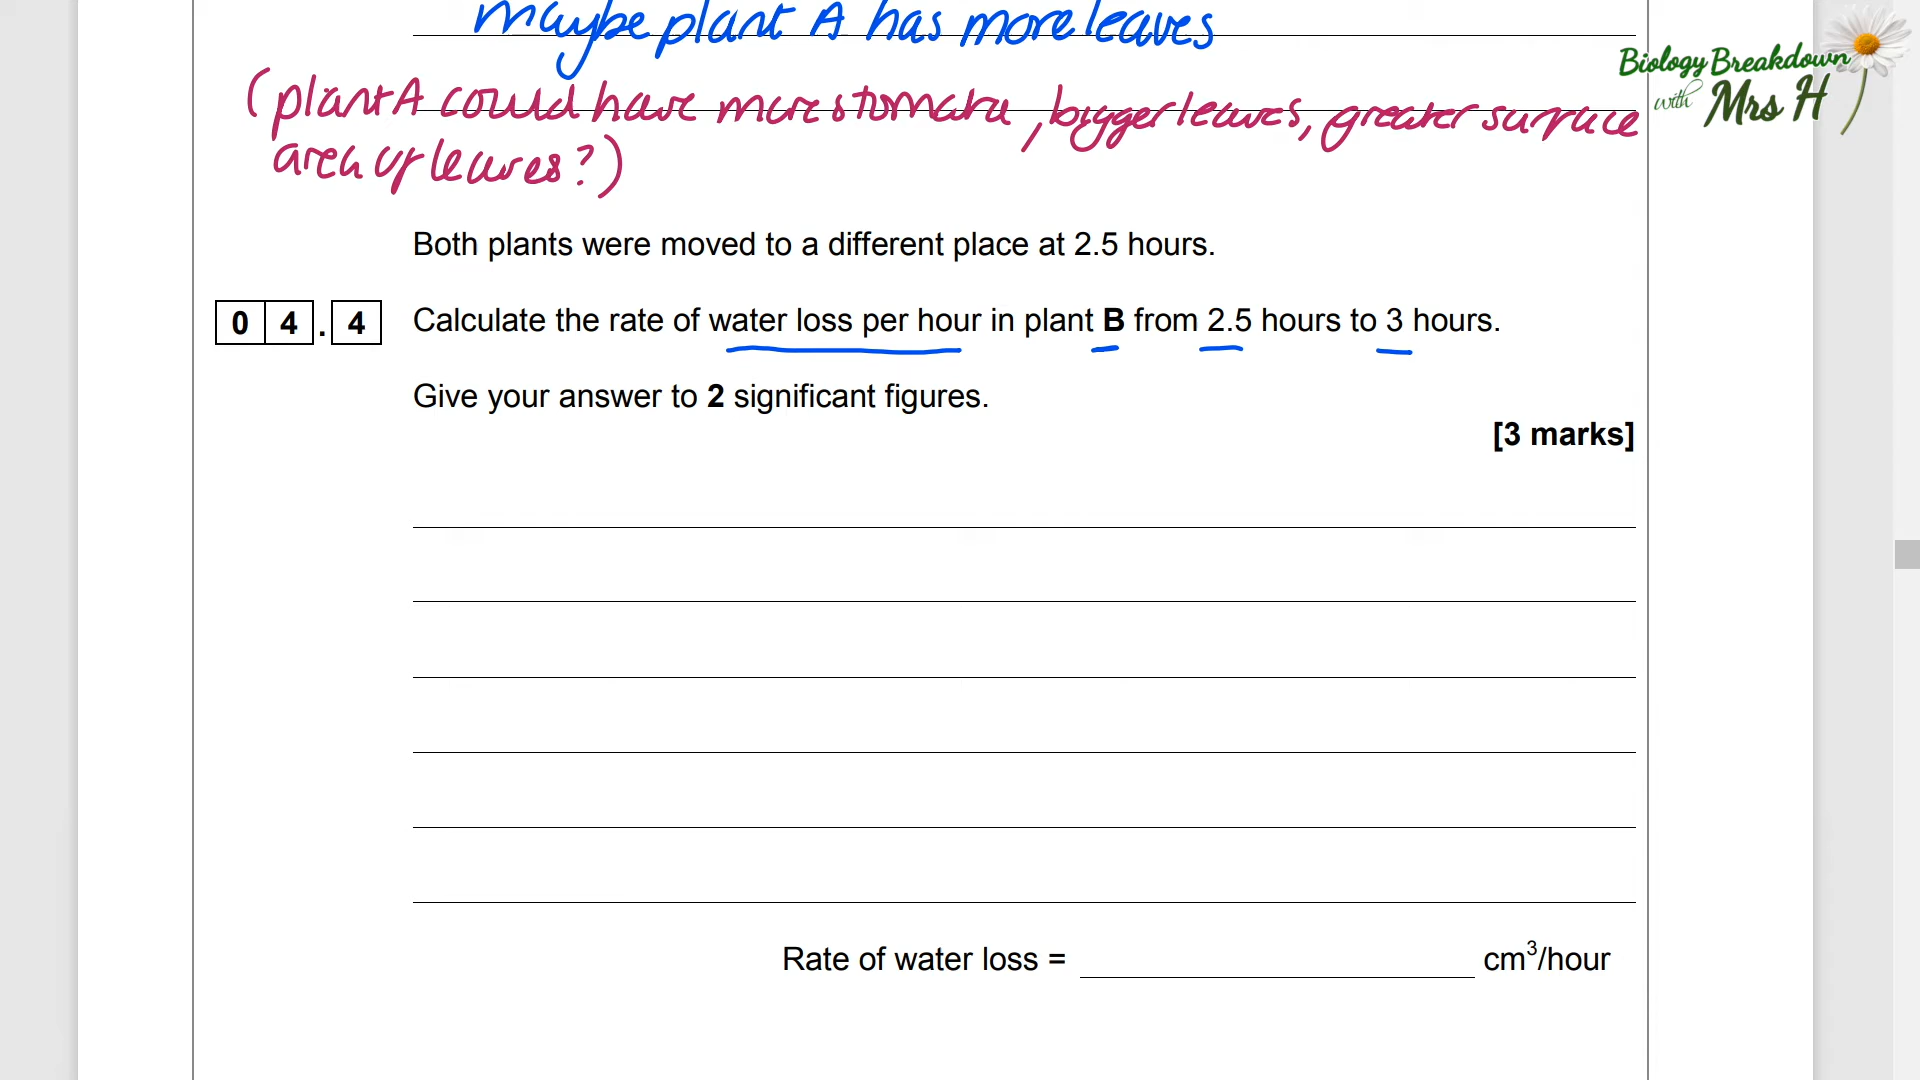 maybe plant A has more leaves
Biology Breakdown
with Mrs H
(plant A could have more stomata, bigger leaves, greater surface
area of leaves?)
Both plants were moved to a different place at 2.5 hours.
0 4 . 4 Calculate the rate of water loss per hour in plant B from 2.5 hours to 3 hours.
Give your answer to 2 significant figures.
[3 marks]
Rate of water loss = cm³/hour